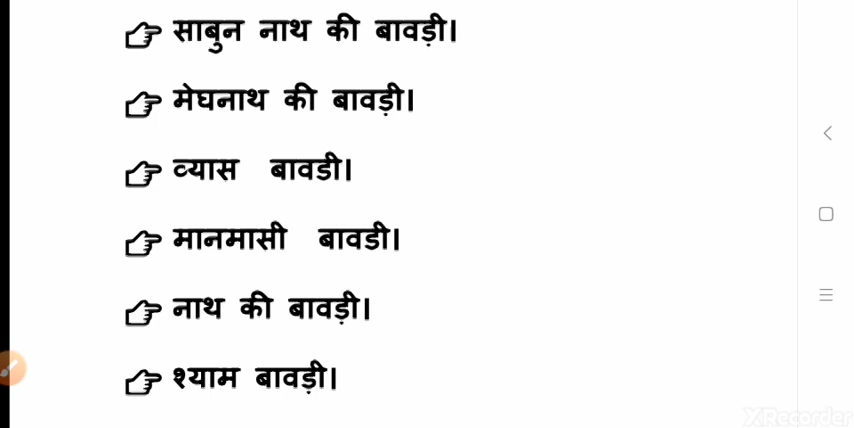 साबुन नाथ की बावड़ी।
मेघनाथ की बावड़ी।
व्यास बावडी।
मानमासी बावडी।
नाथ की बावड़ी।
श्याम बावड़ी।
XRecorder